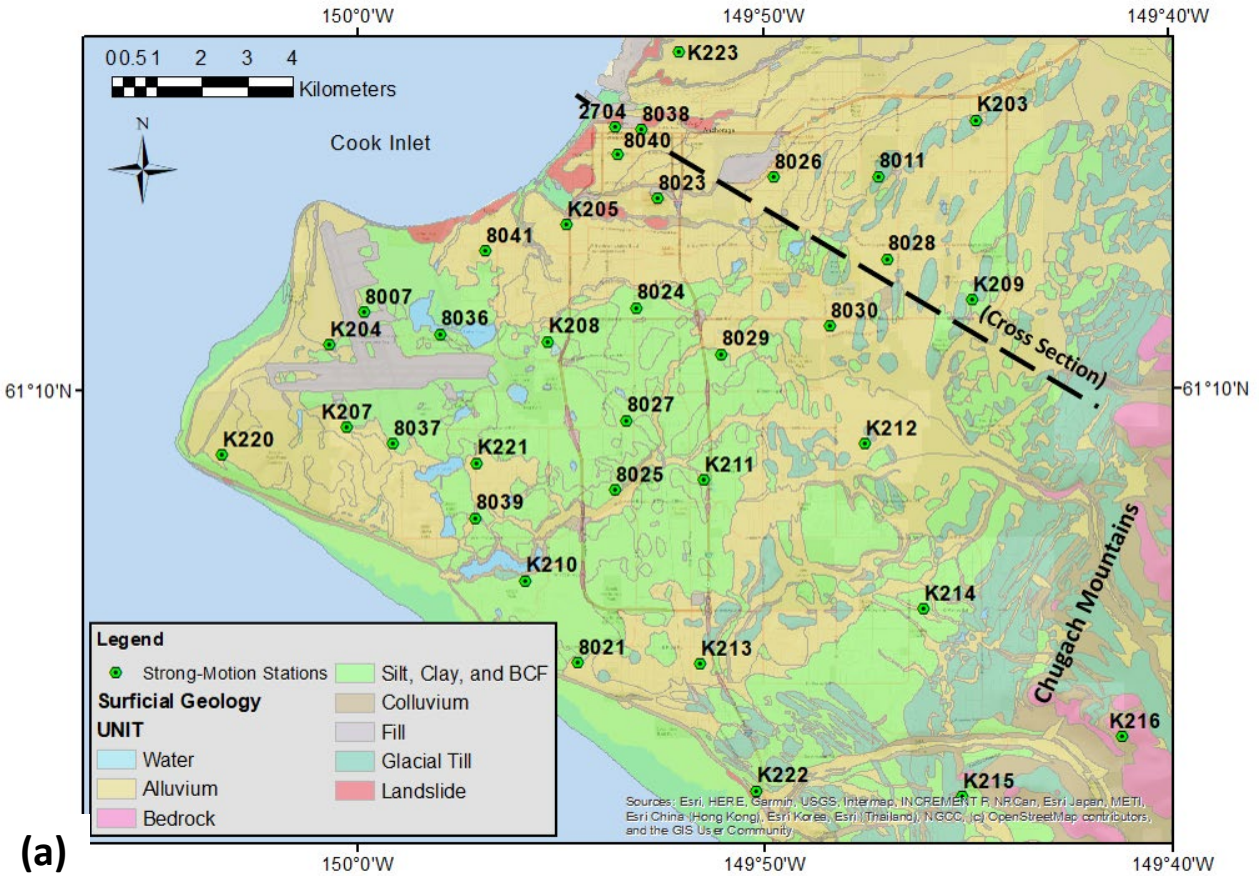 150°0'W 149°50'W 149°40'W
0 0.5 1 2 3 4
Kilometers
N
Cook Inlet
K223
2704 8038
Anchorage
8040
K203
8026 8011
8023
K205
8041
8028
8007
8024
K209
K204 8036 K208
8030
8029
(Cross Section)
61°10'N 61°10'N
8027
K207
8037
K212
K220
K221
K211
8025
8039
K210
K214
Chugach Mountains
8021 K213
K216
K222
K215
Legend
Strong-Motion Stations
Surficial Geology
UNIT
Water
Alluvium
Bedrock
Silt, Clay, and BCF
Colluvium
Fill
Glacial Till
Landslide
Sources: Esri, HERE, Garmin, USGS, Intermap, INCREMENT P, NRCan, Esri Japan, METI,
Esri China (Hong Kong), Esri Korea, Esri (Thailand), NGCC, (c) OpenStreetMap contributors,
and the GIS User Community
(a)
150°0'W 149°50'W 149°40'W